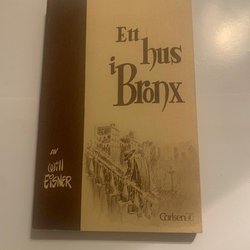 Ett
hus
i
Bronx
av
Will
EISNER
Carlsen